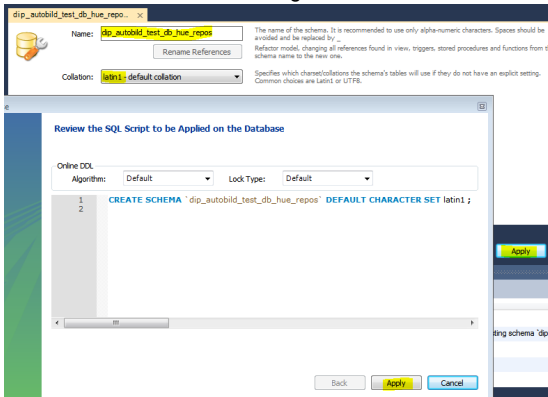 dip_autobild_test_db_hue_repo... ×
Name: dip_autobild_test_db_hue_repos
The name of the schema. It is recommended to use only alpha-numeric characters. Spaces should be
avoided and be replaced by _
Rename References
Refactor model, changing all references found in view, triggers, stored procedures and functions from t
schema name to the new one.
Collation: latin1 - default collation
Specifies which charset/collations the schema's tables will use if they do not have an explicit setting.
Common choices are Latin1 or UTF8.
e
Review the SQL Script to be Applied on the Database
Online DDL
Algorithm: Default Lock Type: Default
1 CREATE SCHEMA `dip_autobild_test_db_hue_repos` DEFAULT CHARACTER SET latin1 ;
2
Apply
ting schema `dip
Back Apply Cancel